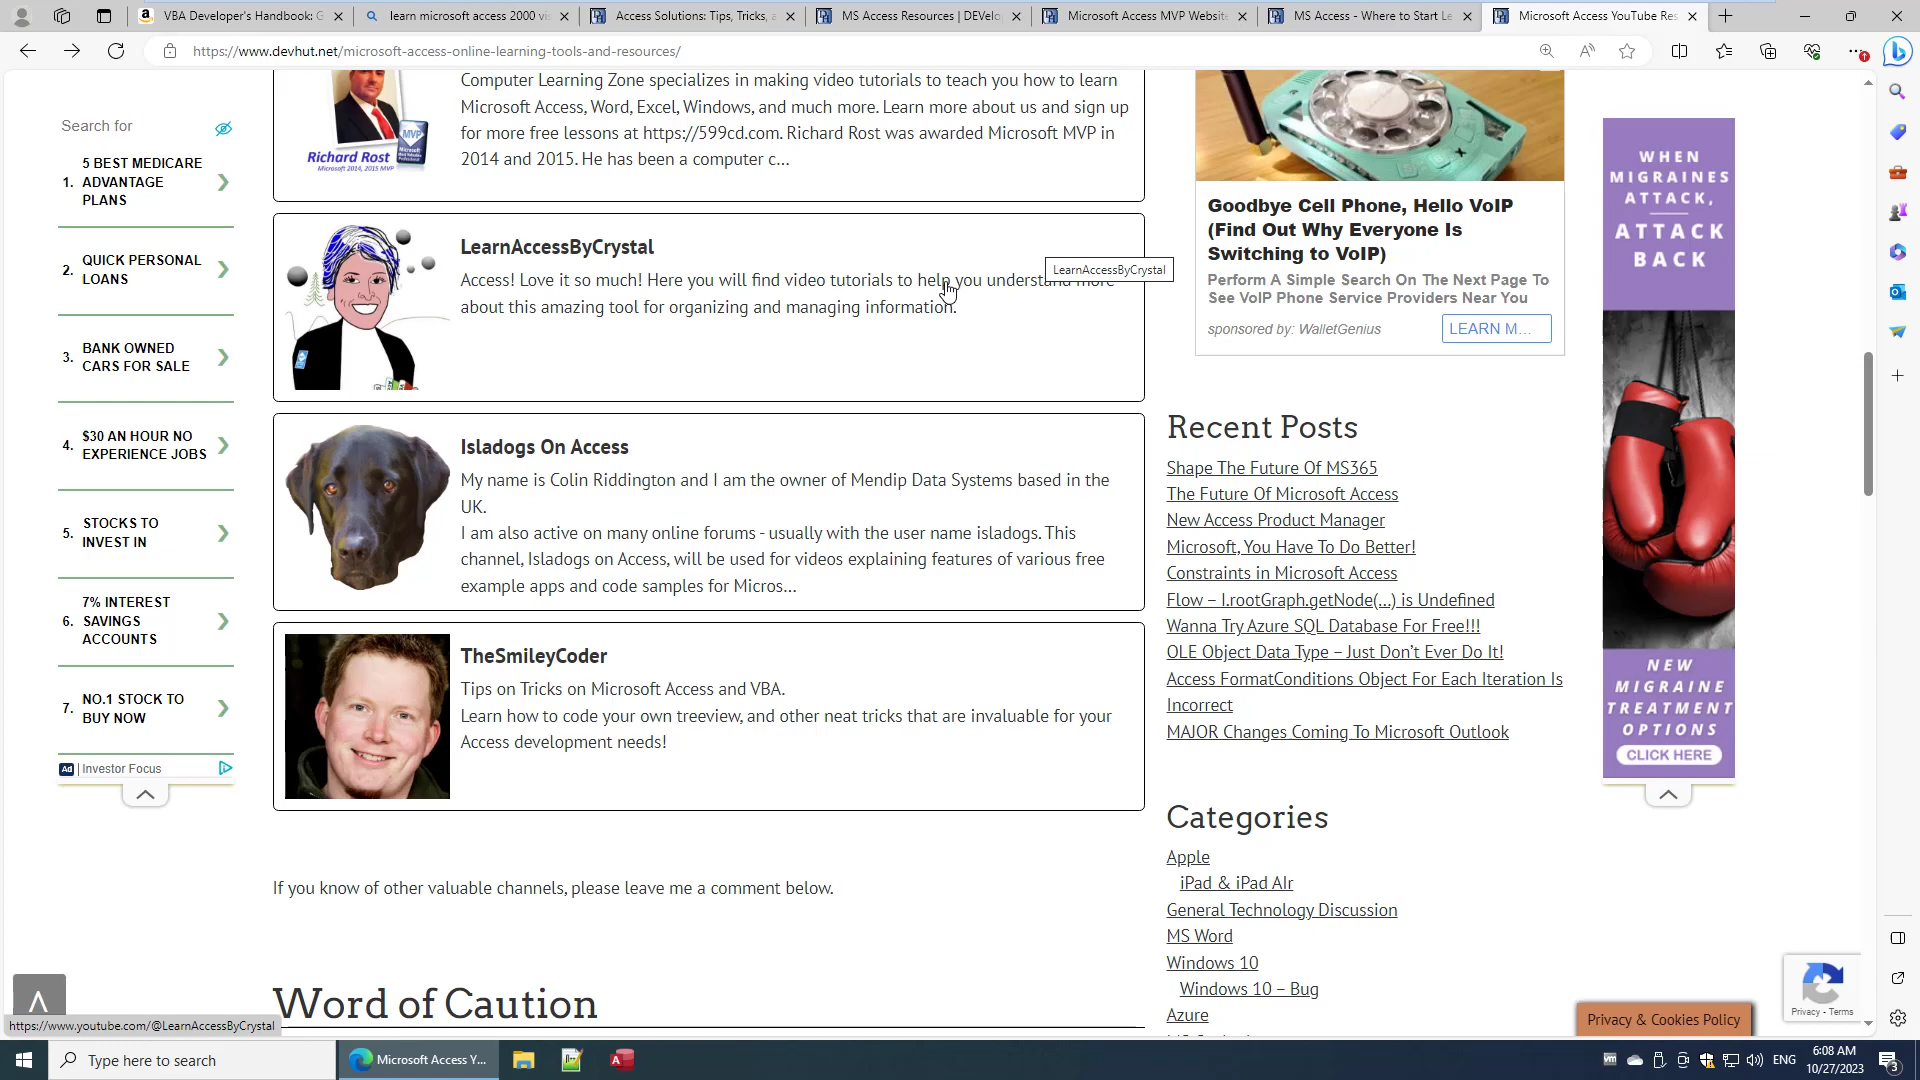 VBA Developer's Handbook: G
learn microsoft access 2000 vi
Access Solutions: Tips, Tricks, a
MS Access Resources | DEVelo
Microsoft Access MVP Website
MS Access - Where to Start Le
Microsoft Access YouTube Res
https://www.devhut.net/microsoft-access-online-learning-tools-and-resources/
Search for
1. 5 BEST MEDICARE
ADVANTAGE
PLANS
2. QUICK PERSONAL
LOANS
3. BANK OWNED
CARS FOR SALE
4. $30 AN HOUR NO
EXPERIENCE JOBS
5. STOCKS TO
INVEST IN
6. 7% INTEREST
SAVINGS
ACCOUNTS
7. NO.1 STOCK TO
BUY NOW
Ad | Investor Focus
MVP
Richard Rost
Microsoft 2014, 2015 MVP
Computer Learning Zone specializes in making video tutorials to teach you how to learn
Microsoft Access, Word, Excel, Windows, and much more. Learn more about us and sign up
for more free lessons at https://599cd.com. Richard Rost was awarded Microsoft MVP in
2014 and 2015. He has been a computer c...
LearnAccessByCrystal
Access! Love it so much! Here you will find video tutorials to help you understand more
about this amazing tool for organizing and managing information.
LearnAccessByCrystal
Isladogs On Access
My name is Colin Riddington and I am the owner of Mendip Data Systems based in the
UK.
I am also active on many online forums - usually with the user name isladogs. This
channel, Isladogs on Access, will be used for videos explaining features of various free
example apps and code samples for Micros...
TheSmileyCoder
Tips on Tricks on Microsoft Access and VBA.
Learn how to code your own treeview, and other neat tricks that are invaluable for your
Access development needs!
If you know of other valuable channels, please leave me a comment below.
Word of Caution
Goodbye Cell Phone, Hello VoIP
(Find Out Why Everyone Is
Switching to VoIP)
Perform A Simple Search On The Next Page To
See VoIP Phone Service Providers Near You
sponsored by: WalletGenius
LEARN M...
Recent Posts
Shape The Future Of MS365
The Future Of Microsoft Access
New Access Product Manager
Microsoft, You Have To Do Better!
Constraints in Microsoft Access
Flow – l.rootGraph.getNode(...) is Undefined
Wanna Try Azure SQL Database For Free!!!
OLE Object Data Type – Just Don't Ever Do It!
Access FormatConditions Object For Each Iteration Is
Incorrect
MAJOR Changes Coming To Microsoft Outlook
Categories
Apple
iPad & iPad AIr
General Technology Discussion
MS Word
Windows 10
Windows 10 – Bug
Azure
WHEN
MIGRAINES
ATTACK,
ATTACK
BACK
NEW
MIGRAINE
TREATMENT
OPTIONS
CLICK HERE
Privacy - Terms
Privacy & Cookies Policy
https://www.youtube.com/@LearnAccessByCrystal
Type here to search
Microsoft Access Y...
ENG
6:08 AM
10/27/2023
3